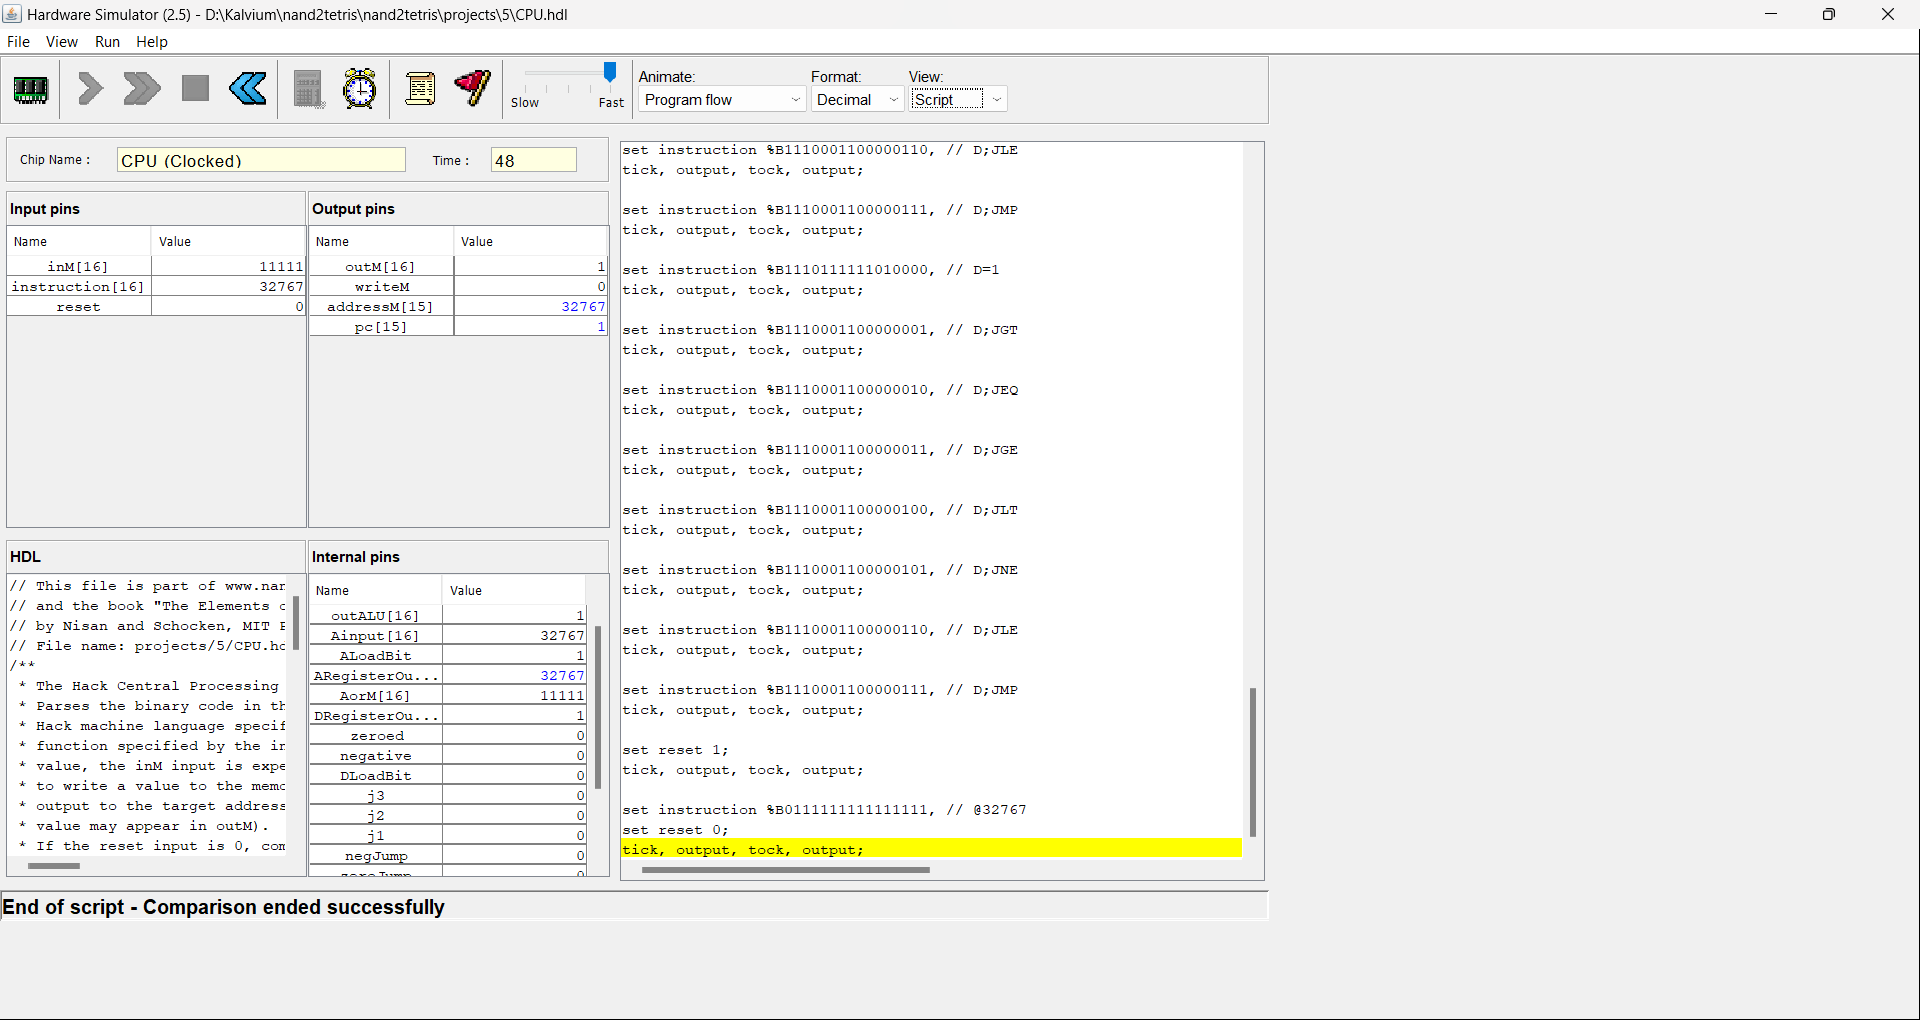 Hardware Simulator (2.5) - D:\Kalvium\nand2tetris\nand2tetris\projects\5\CPU.hdl
File View Run Help
Slow Fast
Animate: Format: View:
Program flow Decimal Script
Chip Name : CPU (Clocked) Time : 48
Input pins
Name Value
inM[16] 11111
instruction[16] 32767
reset 0
Output pins
Name Value
outM[16] 1
writeM 0
addressM[15] 32767
pc[15] 1
HDL
// This file is part of www.nan
// and the book "The Elements o
// by Nisan and Schocken, MIT P
// File name: projects/5/CPU.hd
/**
* The Hack Central Processing
* Parses the binary code in th
* Hack machine language specif
* function specified by the in
* value, the inM input is expe
* to write a value to the memo
* output to the target address
* value may appear in outM).
* If the reset input is 0, com
Internal pins
Name Value
outALU[16] 1
Ainput[16] 32767
ALoadBit 1
ARegisterOu... 32767
AorM[16] 11111
DRegisterOu... 1
zeroed 0
negative 0
DLoadBit 0
j3 0
j2 0
j1 0
negJump 0
zeroJump 0
set instruction %B1110001100000110, // D;JLE
tick, output, tock, output;
set instruction %B1110001100000111, // D;JMP
tick, output, tock, output;
set instruction %B1110111111010000, // D=1
tick, output, tock, output;
set instruction %B1110001100000001, // D;JGT
tick, output, tock, output;
set instruction %B1110001100000010, // D;JEQ
tick, output, tock, output;
set instruction %B1110001100000011, // D;JGE
tick, output, tock, output;
set instruction %B1110001100000100, // D;JLT
tick, output, tock, output;
set instruction %B1110001100000101, // D;JNE
tick, output, tock, output;
set instruction %B1110001100000110, // D;JLE
tick, output, tock, output;
set instruction %B1110001100000111, // D;JMP
tick, output, tock, output;
set reset 1;
tick, output, tock, output;
set instruction %B0111111111111111, // @32767
set reset 0;
tick, output, tock, output;
End of script - Comparison ended successfully